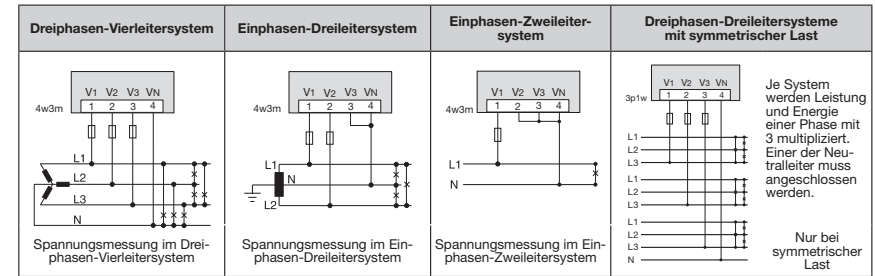 Dreiphasen-Vierleitersystem
Einphasen-Dreileitersystem
Einphasen-Zweileiter-
system
Dreiphasen-Dreileitersysteme
mit symmetrischer Last
V1 V2 V3 VN
1 2 3 4
4w3m
L1
L2
L3
N
Spannungsmessung im Drei-
phasen-Vierleitersystem
V1 V2 V3 VN
1 2 3 4
4w3m
L1
N
L2
Spannungsmessung im Ein-
phasen-Dreileitersystem
V1 V2 V3 VN
1 2 3 4
4w3m
L1
N
Spannungsmessung im Ein-
phasen-Zweileitersystem
V1 V2 V3 VN
1 2 3 4
3p1w
L1
L2
L3
L1
L2
L3
L1
L2
L3
N
Je System
werden Leistung
und Energie
einer Phase mit
3 multipliziert.
Einer der Neu-
tralleiter muss
angeschlossen
werden.
Nur bei
symmetrischer
Last